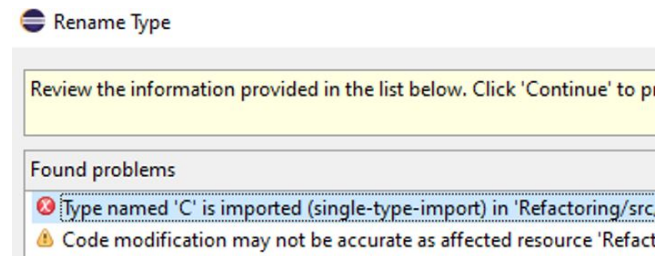 Rename Type
Review the information provided in the list below. Click 'Continue' to p
Found problems
Type named 'C' is imported (single-type-import) in 'Refactoring/src
Code modification may not be accurate as affected resource 'Refact